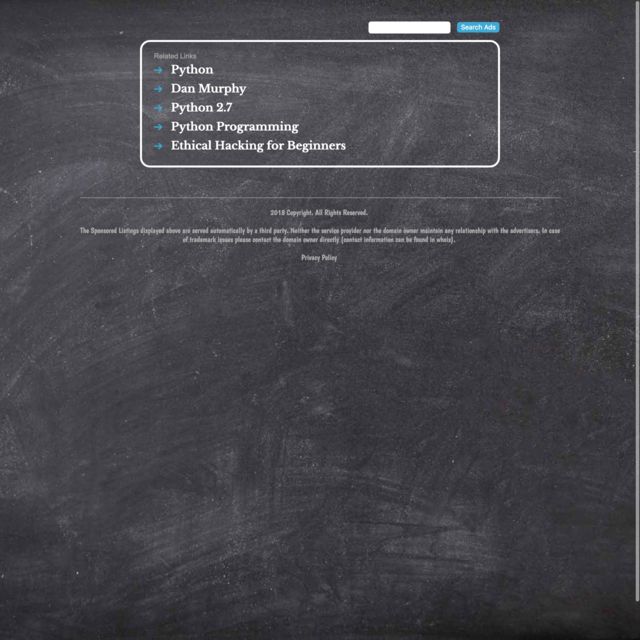 Search Ads
Related Links
➔ Python
➔ Dan Murphy
➔ Python 2.7
➔ Python Programming
➔ Ethical Hacking for Beginners
2018 Copyright. All Rights Reserved.
The Sponsored Listings displayed above are served automatically by a third party. Neither the service provider nor the domain owner maintain any relationship with the advertisers. In case
of trademark issues please contact the domain owner directly (contact information can be found in whois).
Privacy Policy